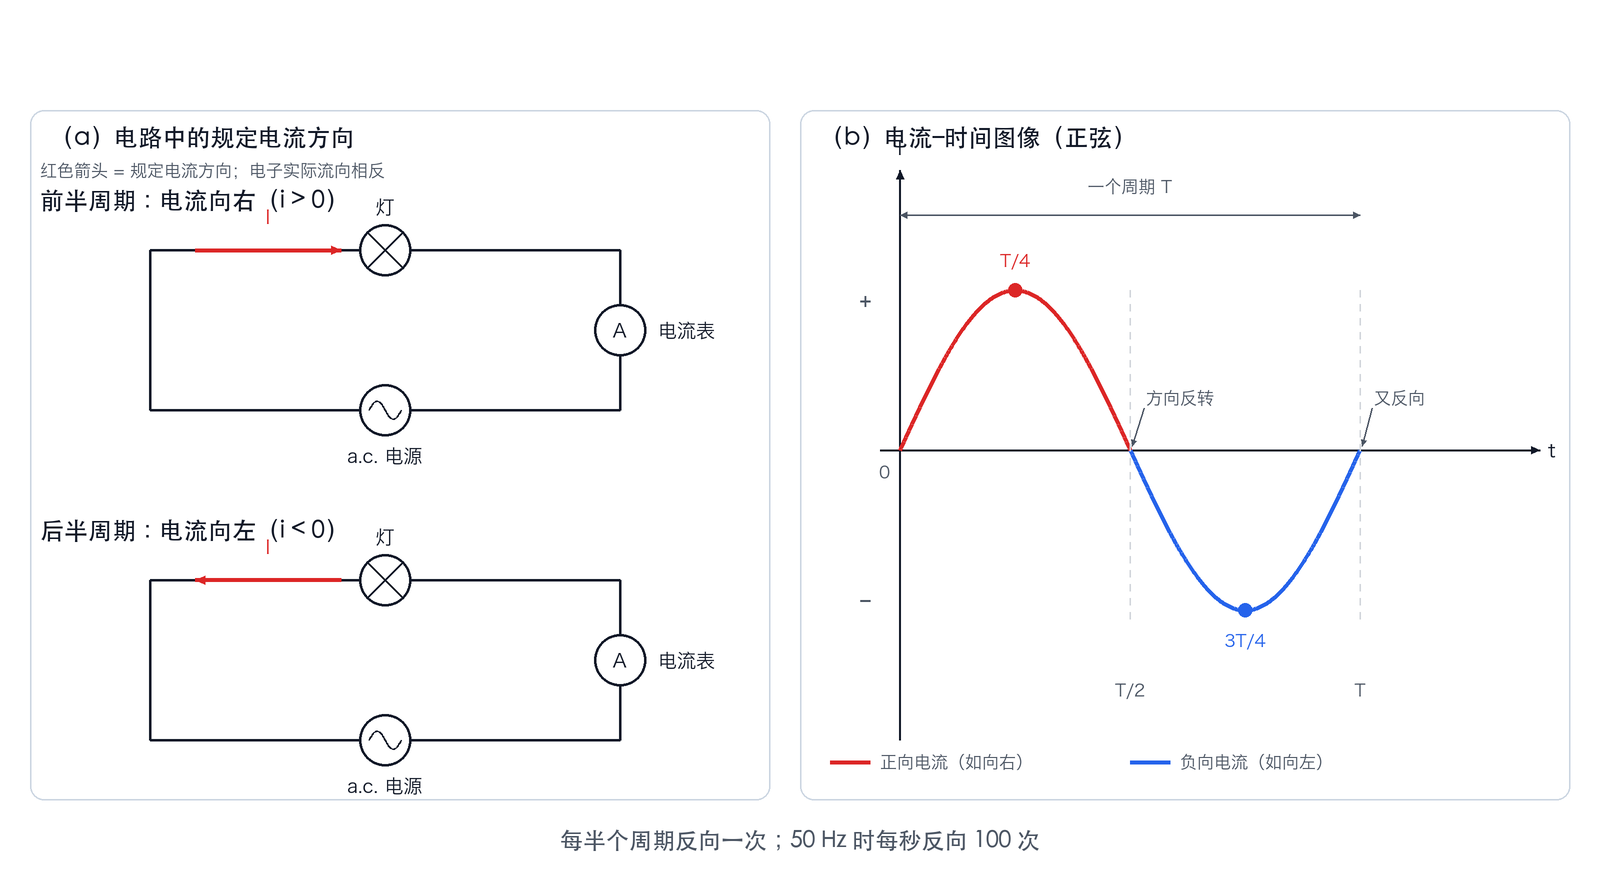 (a) 电路中的规定电流方向
红色箭头 = 规定电流方向；电子实际流向相反
前半周期：电流向右 (i > 0)
I
灯
A
电流表
a.c. 电源
后半周期：电流向左 (i < 0)
I
灯
A
电流表
a.c. 电源
(b) 电流-时间图像（正弦）
I
一个周期 T
T/4
+
方向反转
又反向
0
t
−
3T/4
T/2
T
正向电流（如向右）
负向电流（如向左）
每半个周期反向一次；50 Hz 时每秒反向 100 次